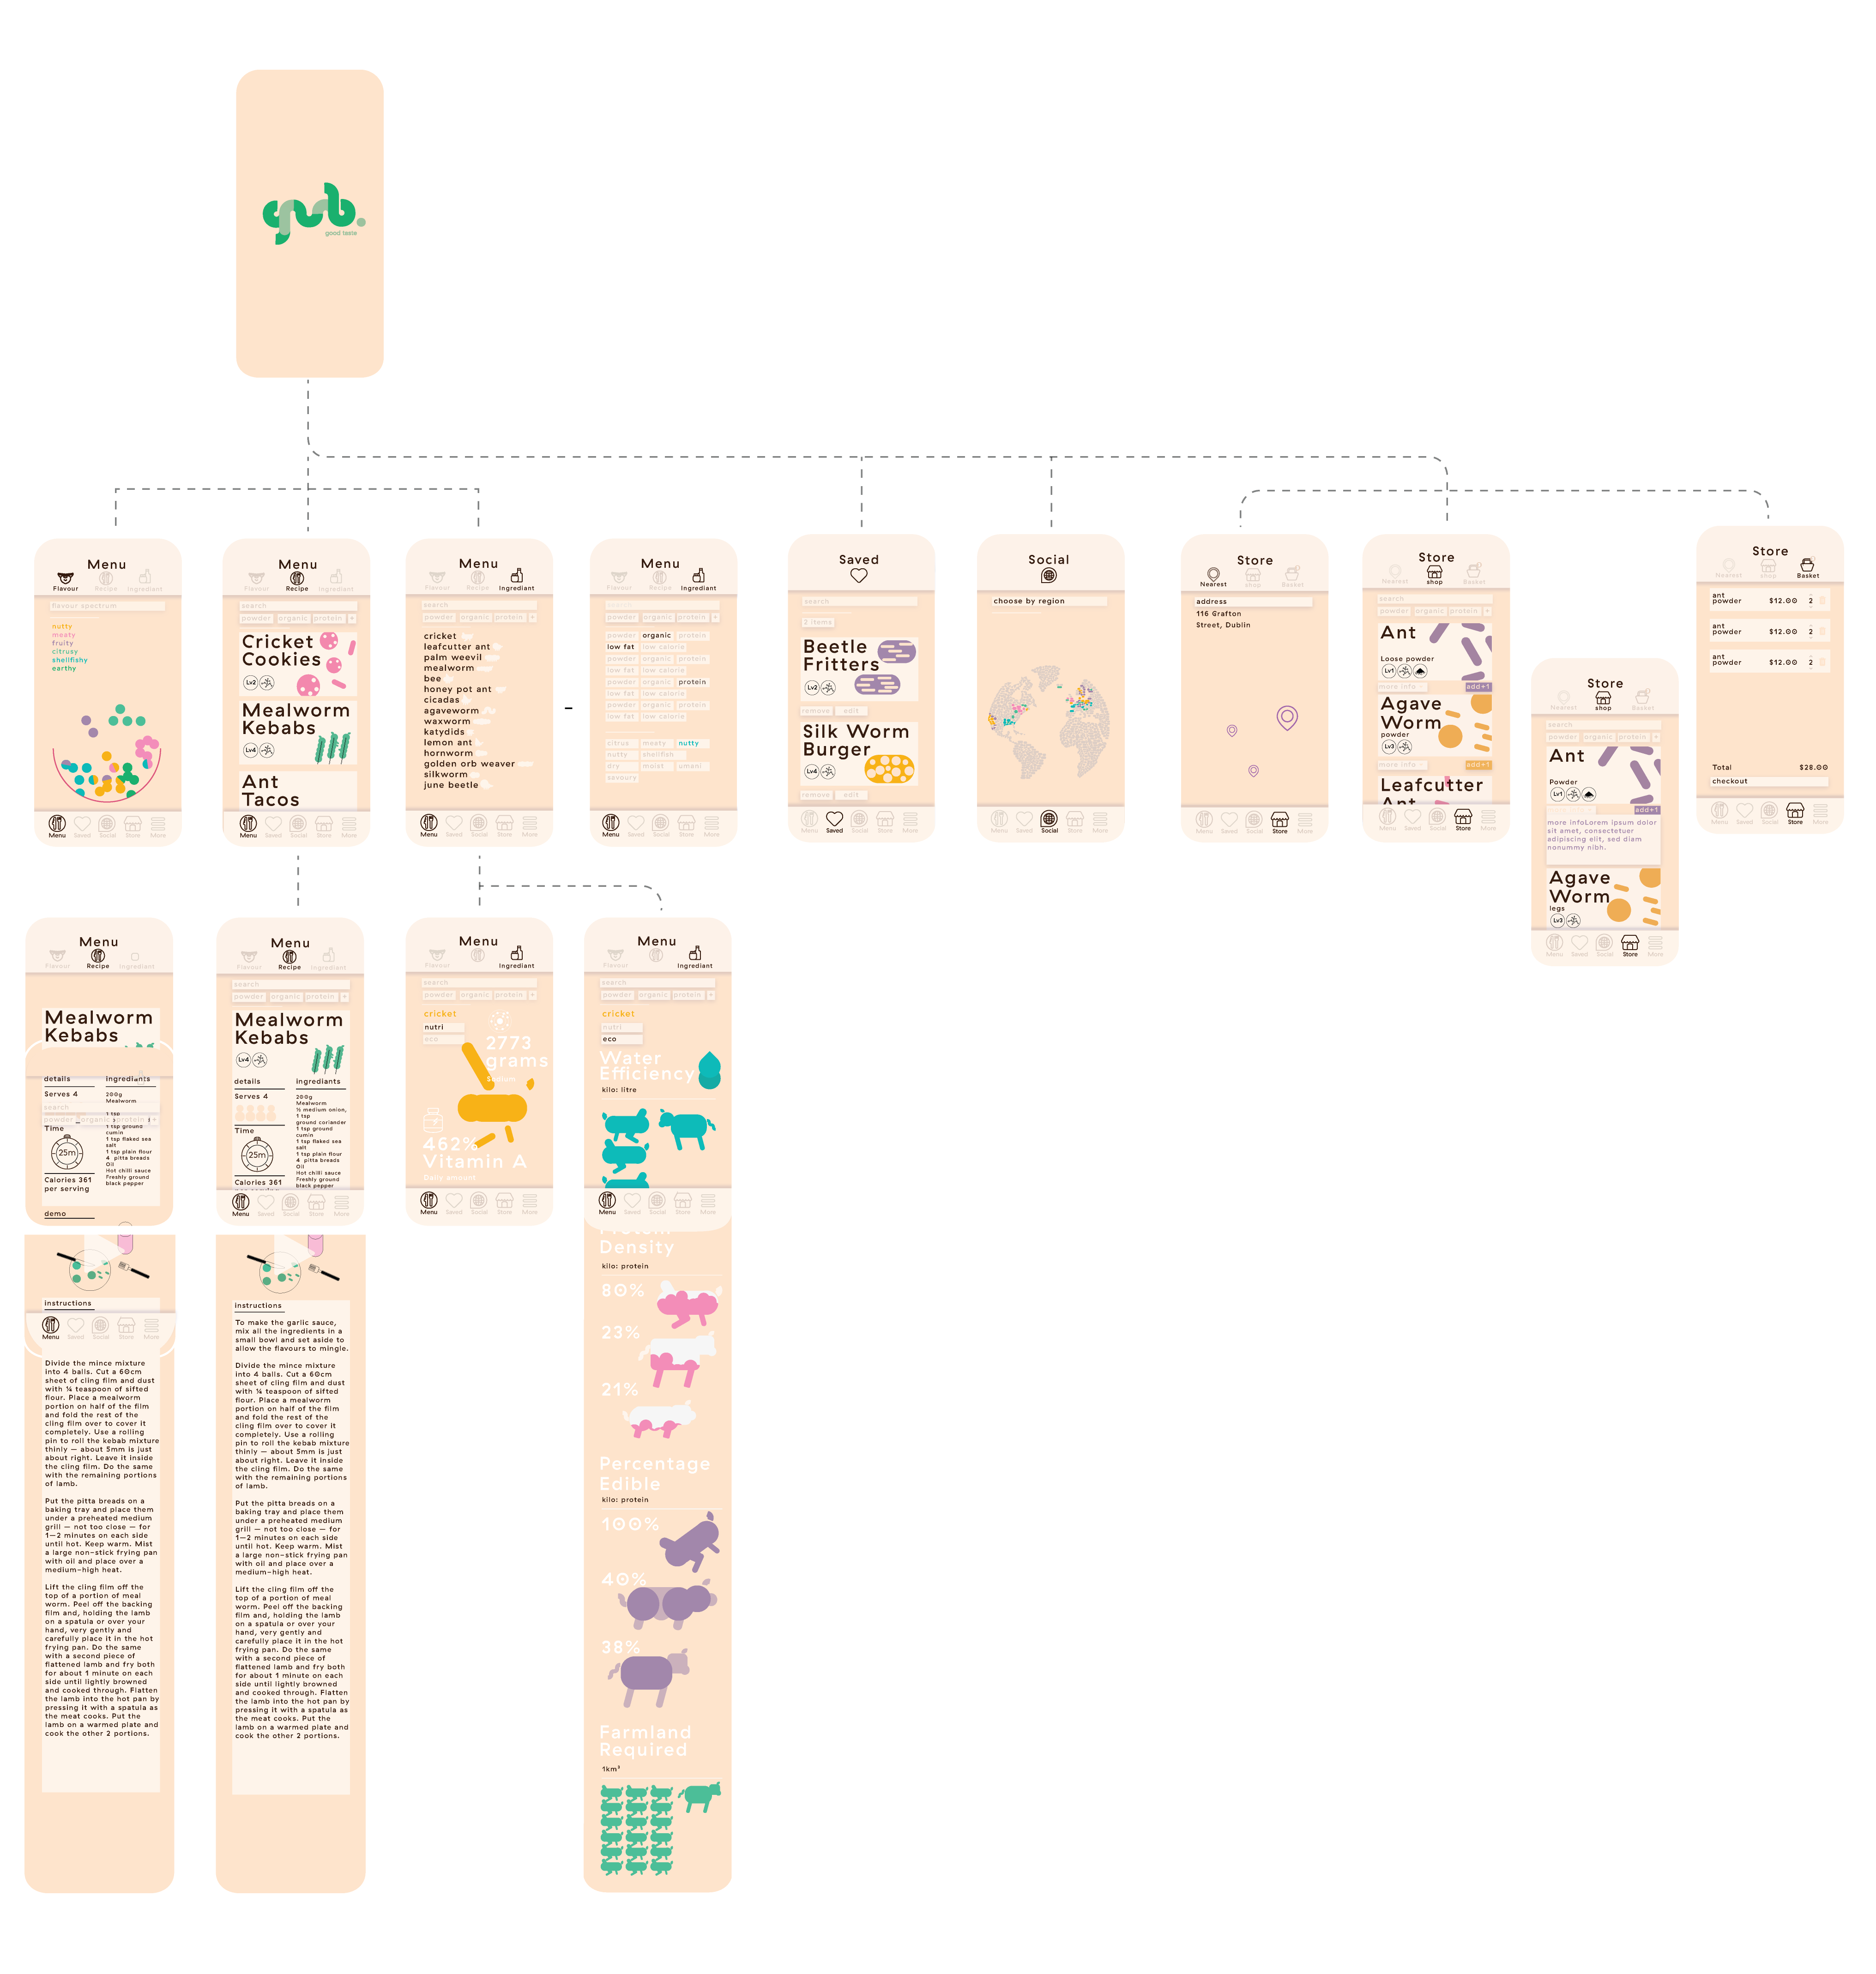 grub.
good taste
Menu
Flavour
Recipe
Ingrediant
flavour spectrum
nutty
meaty
fruity
citrusy
shellfishy
earthy
Menu
Saved
Social
Store
More
Menu
Flavour
Recipe
Ingrediant
search
powder organic protein +
Cricket
Cookies
Lv2
Mealworm
Kebabs
Lv4
Ant
Tacos
Menu
Saved
Social
Store
More
Menu
Flavour
Recipe
Ingrediant
search
powder organic protein +
cricket
leafcutter ant
palm weevil
mealworm
bee
honey pot ant
cicadas
agaveworm
waxworm
katydids
lemon ant
hornworm
golden orb weaver
silkworm
june beetle
Menu
Saved
Social
Store
More
-
Menu
Flavour
Recipe
Ingrediant
search
powder organic protein +
powder organic protein
low fat low calorie
powder organic protein
low fat low calorie
powder organic protein
low fat low calorie
powder organic protein
low fat low calorie
citrus meaty nutty
nutty shellfish
dry moist umani
savoury
Menu
Saved
Social
Store
More
Saved
search
2 items
Beetle
Fritters
Lv2
remove edit
Silk Worm
Burger
Lv4
remove edit
Menu
Saved
Social
Store
More
Social
choose by region
Menu
Saved
Social
Store
More
Store
Nearest
shop
Basket
address
116 Grafton
Street, Dublin
Menu
Saved
Social
Store
More
Store
Nearest
shop
Basket
search
powder organic protein +
Ant
Loose powder
Lv1
more info
add+1
Agave
Worm
powder
Lv3
more info
add+1
Leafcutter
Ant
Menu
Saved
Social
Store
More
Store
Nearest
shop
Basket
search
powder organic protein +
Ant
Powder
Lv1
add+1
more infoLorem ipsum dolor
sit amet, consectetuer
adipiscing elit, sed diam
nonummy nibh.
Agave
Worm
legs
Lv3
Menu
Saved
Social
Store
More
Store
Nearest
shop
Basket
ant
powder
$12.00 2
ant
powder
$12.00 2
ant
powder
$12.00 2
Total $28.00
checkout
Menu
Saved
Social
Store
More
Menu
Flavour
Recipe
Ingrediant
Mealworm
Kebabs
details
ingrediants
Serves 4
200g
Mealworm
search
1 tsp
powder organic protein +
1 tsp ground
cumin
1 tsp flaked sea
salt
1 tsp plain flour
4 pitta breads
Oil
Hot chilli sauce
Freshly ground
black pepper
Time
25m
Calories 361
per serving
demo
instructions
Menu
Saved
Social
Store
More
Divide the mince mixture
into 4 balls. Cut a 60cm
sheet of cling film and dust
with ¼ teaspoon of sifted
flour. Place a mealworm
portion on half of the film
and fold the rest of the
cling film over to cover it
completely. Use a rolling
pin to roll the kebab mixture
thinly — about 5mm is just
about right. Leave it inside
the cling film. Do the same
with the remaining portions
of lamb.
Put the pitta breads on a
baking tray and place them
under a preheated medium
grill — not too close — for
1—2 minutes on each side
until hot. Keep warm. Mist
a large non-stick frying pan
with oil and place over a
medium-high heat.
Lift the cling film off the
top of a portion of meal
worm. Peel off the backing
film and, holding the lamb
on a spatula or over your
hand, very gently and
carefully place it in the hot
frying pan. Do the same
with a second piece of
flattened lamb and fry both
for about 1 minute on each
side until lightly browned
and cooked through. Flatten
the lamb into the hot pan by
pressing it with a spatula as
the meat cooks. Put the
lamb on a warmed plate and
cook the other 2 portions.
Menu
Flavour
Recipe
Ingrediant
search
powder organic protein +
Mealworm
Kebabs
Lv4
details
Serves 4
Time
25m
Calories 361
ingrediants
200g
Mealworm
½ medium onion,
1 tsp
ground coriander
1 tsp ground
cumin
1 tsp flaked sea
salt
1 tsp plain flour
4 pitta breads
Oil
Hot chilli sauce
Freshly ground
black pepper
Menu
Saved
Social
Store
More
instructions
To make the garlic sauce,
mix all the ingredients in a
small bowl and set aside to
allow the flavours to mingle.
Divide the mince mixture
into 4 balls. Cut a 60cm
sheet of cling film and dust
with ¼ teaspoon of sifted
flour. Place a mealworm
portion on half of the film
and fold the rest of the
cling film over to cover it
completely. Use a rolling
pin to roll the kebab mixture
thinly — about 5mm is just
about right. Leave it inside
the cling film. Do the same
with the remaining portions
of lamb.
Put the pitta breads on a
baking tray and place them
under a preheated medium
grill — not too close — for
1—2 minutes on each side
until hot. Keep warm. Mist
a large non-stick frying pan
with oil and place over a
medium-high heat.
Lift the cling film off the
top of a portion of meal
worm. Peel off the backing
film and, holding the lamb
on a spatula or over your
hand, very gently and
carefully place it in the hot
frying pan. Do the same
with a second piece of
flattened lamb and fry both
for about 1 minute on each
side until lightly browned
and cooked through. Flatten
the lamb into the hot pan by
pressing it with a spatula as
the meat cooks. Put the
lamb on a warmed plate and
cook the other 2 portions.
Menu
Flavour
Ingrediant
search
powder organic protein +
cricket
nutri
eco
2773
grams
462%
Vitamin A
Daily amount
Menu
Saved
Social
Store
More
Menu
Flavour
Ingrediant
search
powder organic protein +
cricket
nutri
eco
Water
Efficiency
kilo: litre
Menu
Saved
Social
Store
More
Protein
Density
kilo: protein
80%
23%
21%
Percentage
Edible
kilo: protein
100%
40%
38%
Farmland
Required
1km²